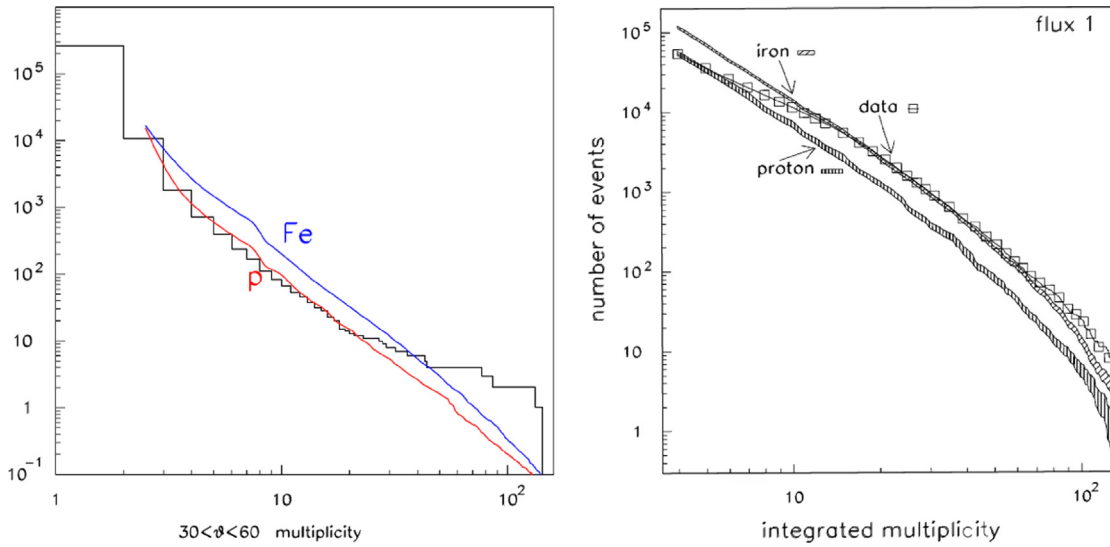 10^5
10^4
10^3
10^2
10
1
10^-1
Fe
p
1
10
10^2
30<ϑ<60 multiplicity
flux 1
number of events
10^5
10^4
10^3
10^2
10
1
iron
data
proton
10
10^2
integrated multiplicity